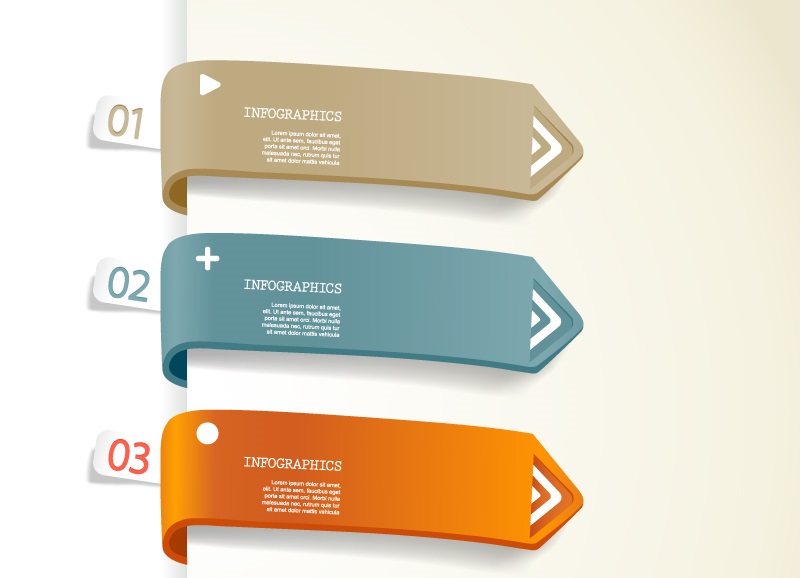 01
INFOGRAPHICS
Lorem ipsum dolor sit amet,
elit. Ut ante sem, faucibus eget
porta sit amet orci. Morbi nulla
malesuada nec, rutrum quis tur
sit amet dolor mattis vehicula
02
INFOGRAPHICS
Lorem ipsum dolor sit amet,
elit. Ut ante sem, faucibus eget
porta sit amet orci. Morbi nulla
malesuada nec, rutrum quis tur
sit amet dolor mattis vehicula
03
INFOGRAPHICS
Lorem ipsum dolor sit amet,
elit. Ut ante sem, faucibus eget
porta sit amet orci. Morbi nulla
malesuada nec, rutrum quis tur
sit amet dolor mattis vehicula